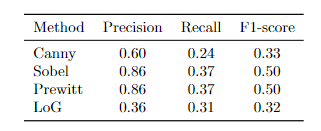 Method Precision Recall F1-score
Canny 0.60 0.24 0.33
Sobel 0.86 0.37 0.50
Prewitt 0.86 0.37 0.50
LoG 0.36 0.31 0.32